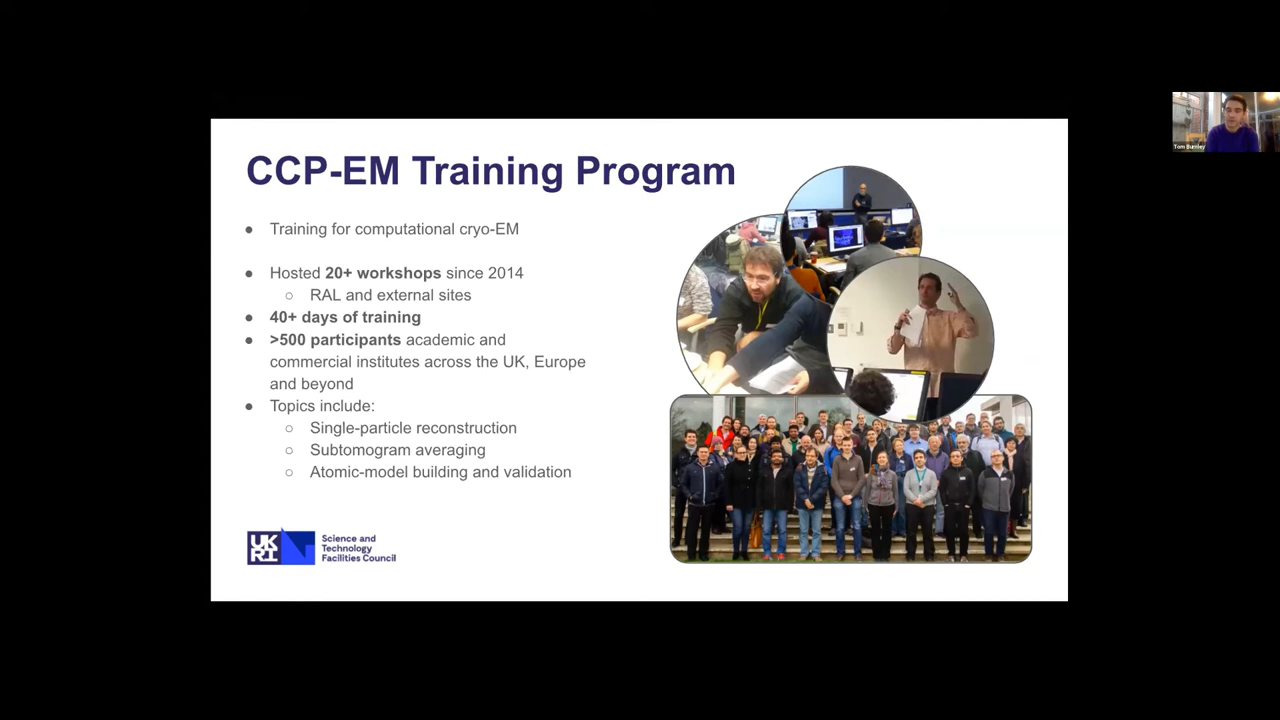 CCP-EM Training Program
● Training for computational cryo-EM
● Hosted 20+ workshops since 2014
○ RAL and external sites
● 40+ days of training
● >500 participants academic and
commercial institutes across the UK, Europe
and beyond
● Topics include:
○ Single-particle reconstruction
○ Subtomogram averaging
○ Atomic-model building and validation
UKRI
Science and
Technology
Facilities Council
Tom Burnley